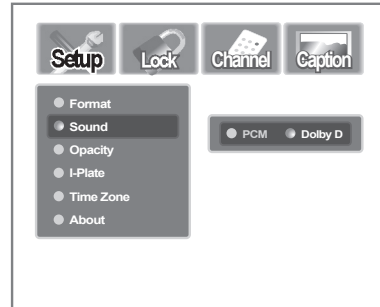 Setup Lock Channel Caption
Format
Sound
PCM Dolby D
Opacity
I-Plate
Time Zone
About